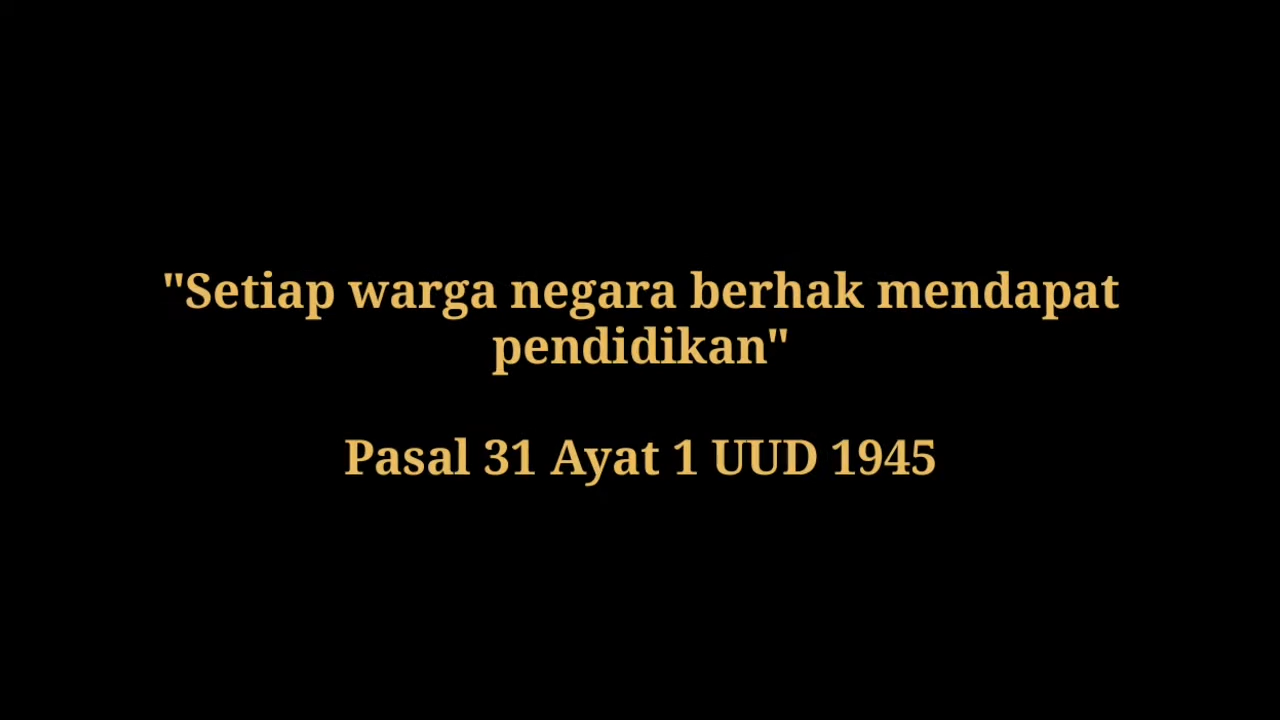 "Setiap warga negara berhak mendapat
pendidikan"
Pasal 31 Ayat 1 UUD 1945